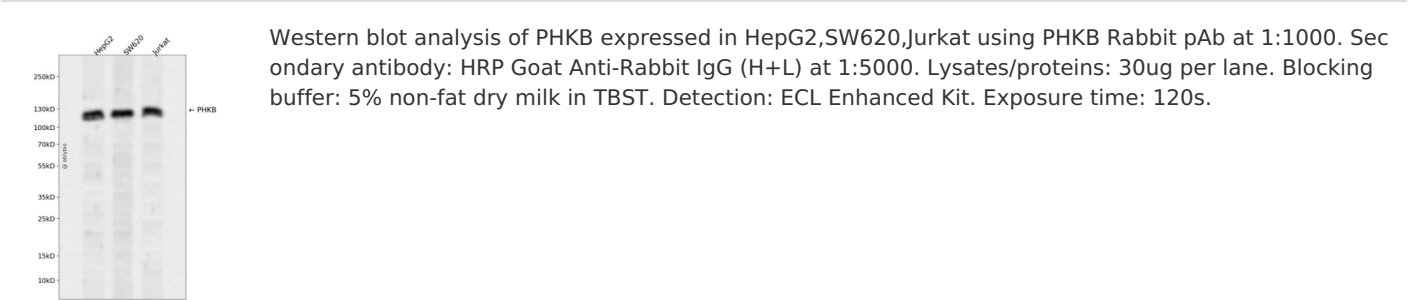 HepG2
SW620
Jurkat
250kD
130kD
← PHKB
100kD
70kD
55kD
@ abiybio
35kD
25kD
15kD
10kD
Western blot analysis of PHKB expressed in HepG2,SW620,Jurkat using PHKB Rabbit pAb at 1:1000. Sec
ondary antibody: HRP Goat Anti-Rabbit IgG (H+L) at 1:5000. Lysates/proteins: 30ug per lane. Blocking
buffer: 5% non-fat dry milk in TBST. Detection: ECL Enhanced Kit. Exposure time: 120s.